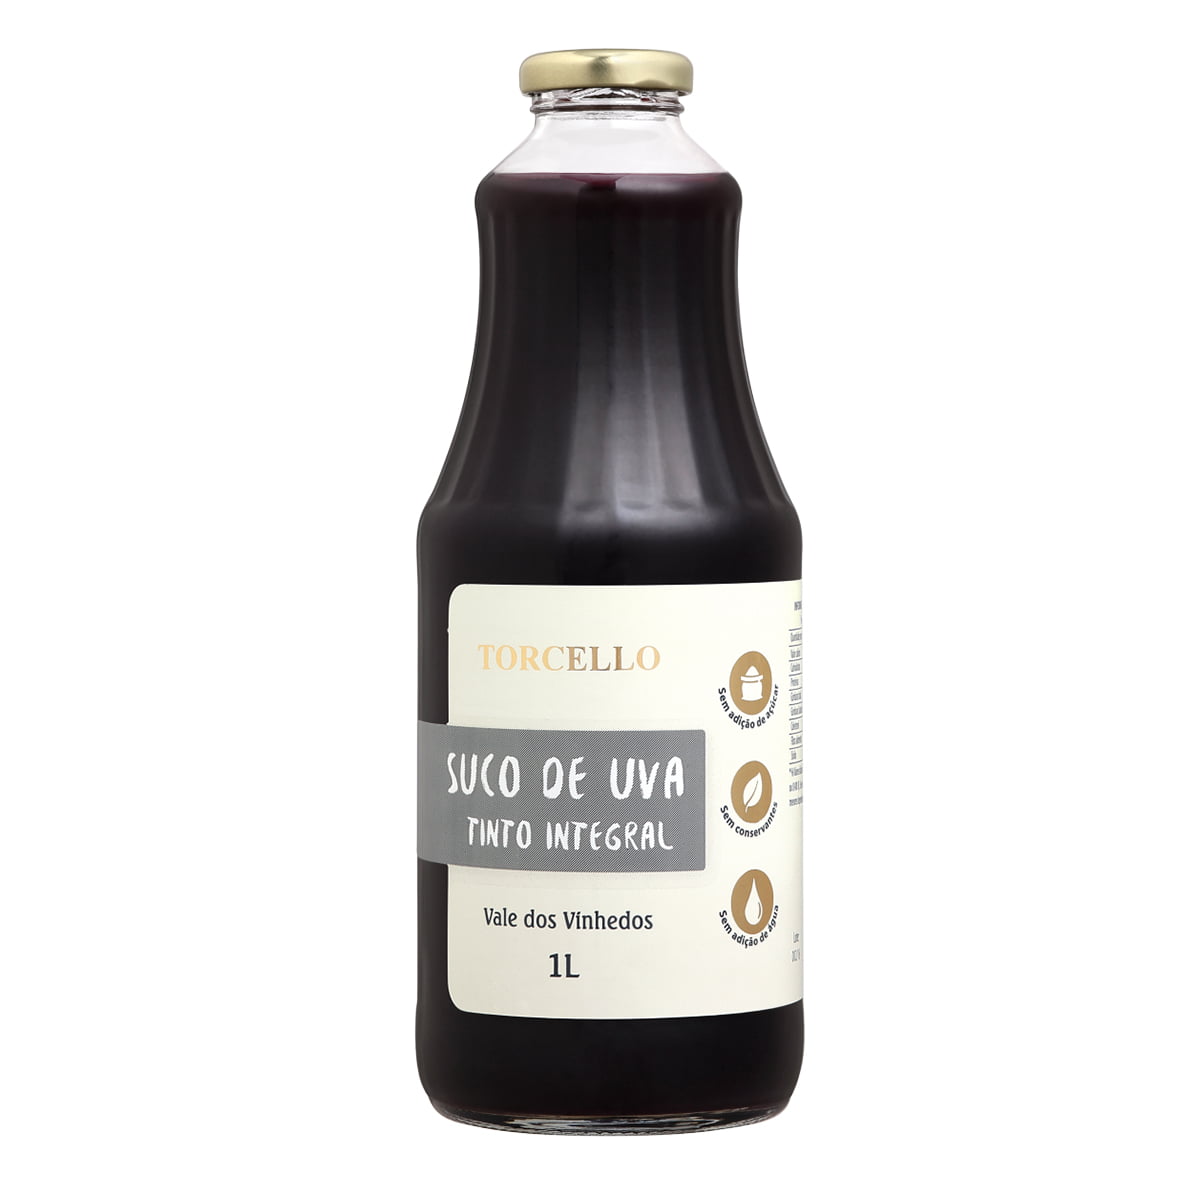 TORCELLO
SUCO DE UVA
TINTO INTEGRAL
Vale dos Vinhedos
1L
Sem adição de açúcar
Sem conservantes
Sem adição de água